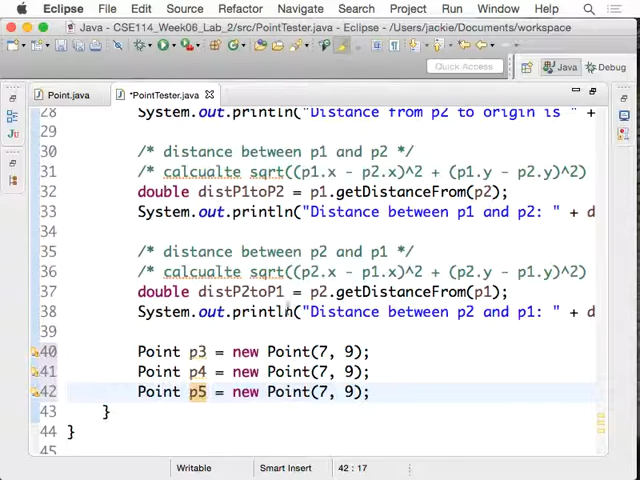 Eclipse File Edit Source Refactor Navigate Search Project Run Window Help
Java - CSE114_Week06_Lab_2/src/PointTester.java - Eclipse - /Users/jackie/Documents/workspace
Quick Access Java Debug
Point.java *PointTester.java
28 System.out.println("Distance from p2 to origin is " +
29
30 /* distance between p1 and p2 */
31 /* calcualte sqrt((p1.x - p2.x)^2 + (p1.y - p2.y)^2)
32 double distP1toP2 = p1.getDistanceFrom(p2);
33 System.out.println("Distance between p1 and p2: " + d
34
35 /* distance between p2 and p1 */
36 /* calcualte sqrt((p2.x - p1.x)^2 + (p2.y - p1.y)^2)
37 double distP2toP1 = p2.getDistanceFrom(p1);
38 System.out.println("Distance between p2 and p1: " + d
39
40 Point p3 = new Point(7, 9);
41 Point p4 = new Point(7, 9);
42 Point p5 = new Point(7, 9);
43 }
44 }
45
Writable Smart Insert 42 : 17